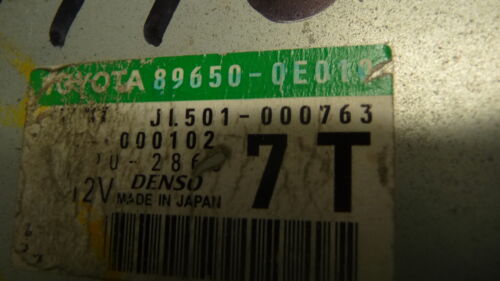 TOYOTA 89650-0E01
JL501-000763
000102
7T
12V DENSO
MADE IN JAPAN